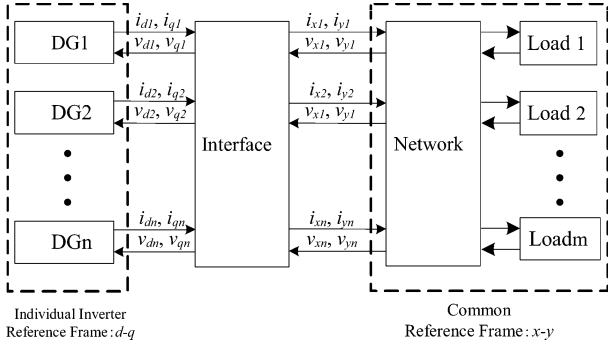 DG1
i_d1, i_q1
v_d1, v_q1
i_x1, i_y1
v_x1, v_y1
Load 1
DG2
i_d2, i_q2
v_d2, v_q2
i_x2, i_y2
v_x1, v_y1
Load 2
Interface
Network
DGn
i_dn, i_qn
v_dn, v_qn
i_xn, i_yn
v_xn, v_yn
Loadm
Individual Inverter
Reference Frame:d-q
Common
Reference Frame:x-y